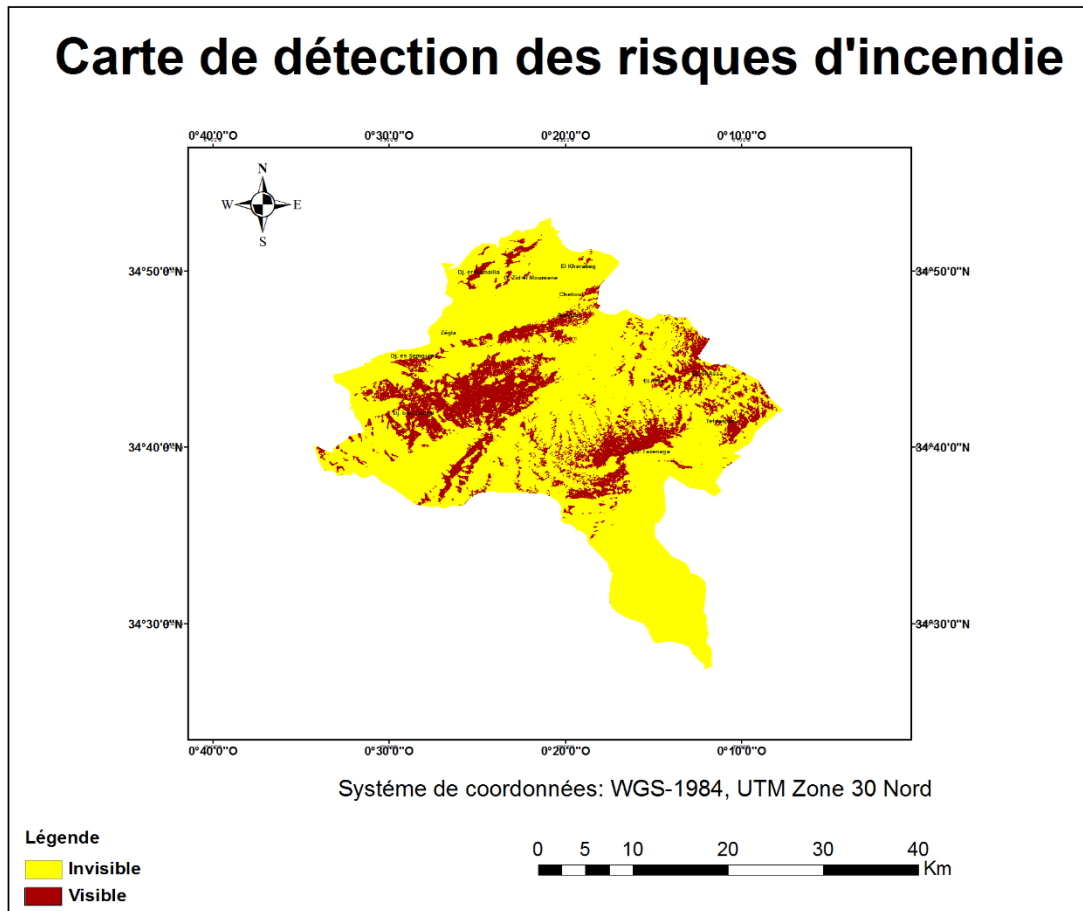 Carte de détection des risques d'incendie
0°40'0"O 0°30'0"O 0°20'0"O 0°10'0"O
N
W E
S
34°50'0"N 34°50'0"N
El Kherabeg
Zégla
34°40'0"N 34°40'0"N
34°30'0"N 34°30'0"N
0°40'0"O 0°30'0"O 0°20'0"O 0°10'0"O
Systéme de coordonnées: WGS-1984, UTM Zone 30 Nord
Légende
Invisible
Visible
0 5 10 20 30 40
Km